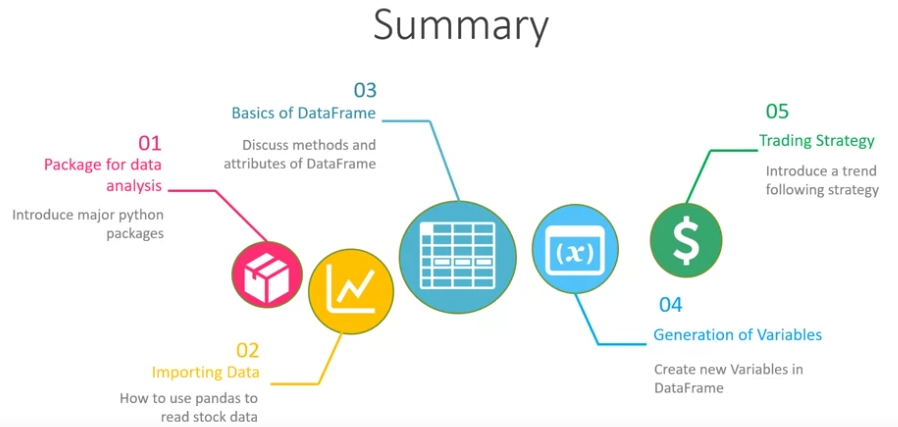 Summary
01
Package for data
analysis
Introduce major python
packages
02
Importing Data
How to use pandas to
read stock data
03
Basics of DataFrame
Discuss methods and
attributes of DataFrame
(x)
04
Generation of Variables
Create new Variables in
DataFrame
$
05
Trading Strategy
Introduce a trend
following strategy